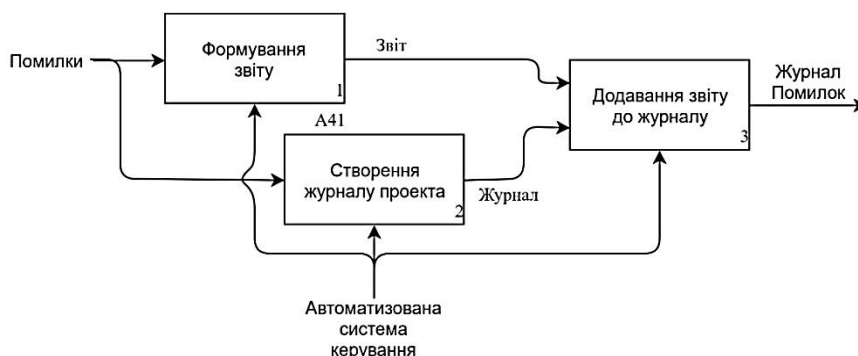 Помилки
Формування
звіту
1
Звіт
А41
Створення
журналу проекта
2
Журнал
Додавання звіту
до журналу
3
Журнал
Помилок
Автоматизована
система
керування